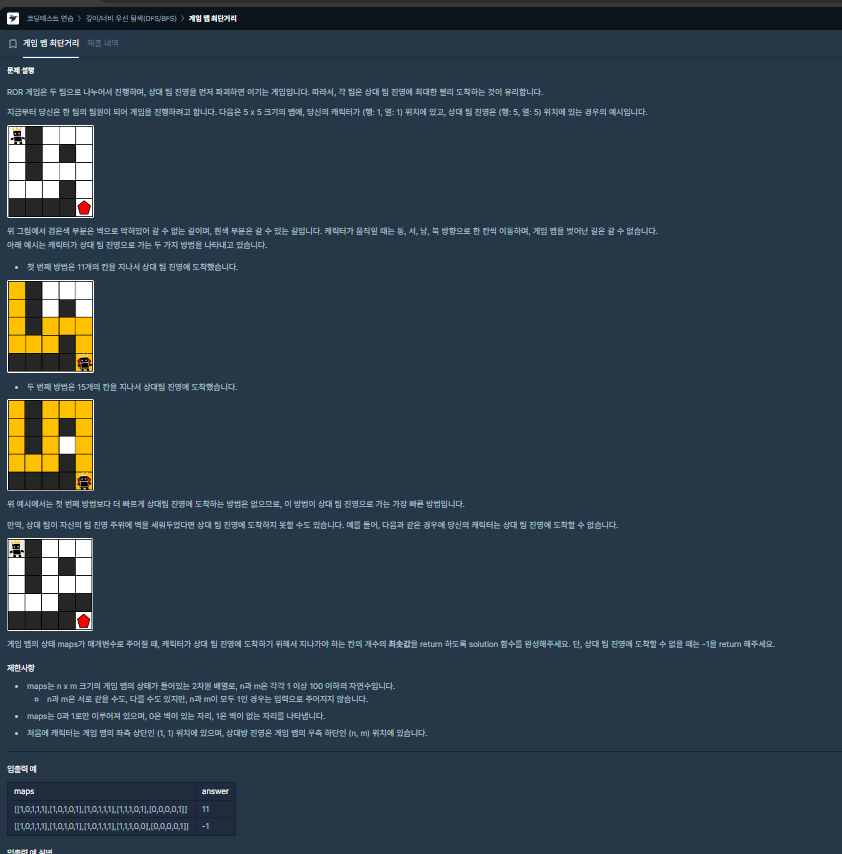 코딩테스트 연습 > 깊이/너비 우선 탐색(DFS/BFS) > 게임 맵 최단거리
게임 맵 최단거리 제출 내역
문제 설명
ROR 게임은 두 팀으로 나누어서 진행하며, 상대 팀 진영을 먼저 파괴하면 이기는 게임입니다. 따라서, 각 팀은 상대 팀 진영에 최대한 빨리 도착하는 것이 유리합니다.
지금부터 당신은 한 팀의 팀원이 되어 게임을 진행하려고 합니다. 다음은 5 x 5 크기의 맵에, 당신의 캐릭터가 (행: 1, 열: 1) 위치에 있고, 상대 팀 진영은 (행: 5, 열: 5) 위치에 있는 경우의 예시입니다.
위 그림에서 검은색 부분은 벽으로 막혀있어 갈 수 없는 길이며, 흰색 부분은 갈 수 있는 길입니다. 캐릭터가 움직일 때는 동, 서, 남, 북 방향으로 한 칸씩 이동하며, 게임 맵을 벗어난 길은 갈 수 없습니다.
아래 예시는 캐릭터가 상대 팀 진영으로 가는 두 가지 방법을 나타내고 있습니다.
• 첫 번째 방법은 11개의 칸을 지나서 상대 팀 진영에 도착했습니다.
• 두 번째 방법은 15개의 칸을 지나서 상대팀 진영에 도착했습니다.
위 예시에서는 첫 번째 방법보다 더 빠르게 상대팀 진영에 도착하는 방법은 없으므로, 이 방법이 상대 팀 진영으로 가는 가장 빠른 방법입니다.
만약, 상대 팀이 자신의 팀 진영 주위에 벽을 세워두었다면 상대 팀 진영에 도착하지 못할 수도 있습니다. 예를 들어, 다음과 같은 경우에 당신의 캐릭터는 상대 팀 진영에 도착할 수 없습니다.
게임 맵의 상태 maps가 매개변수로 주어질 때, 캐릭터가 상대 팀 진영에 도착하기 위해서 지나가야 하는 칸의 개수의 최솟값을 return 하도록 solution 함수를 완성해주세요. 단, 상대 팀 진영에 도착할 수 없을 때는 -1을 return 해주세요.
제한사항
• maps는 n x m 크기의 게임 맵의 상태가 들어있는 2차원 배열로, n과 m은 각각 1 이상 100 이하의 자연수입니다.
◦ n과 m은 서로 같을 수도, 다를 수도 있지만, n과 m이 모두 1인 경우는 입력으로 주어지지 않습니다.
• maps는 0과 1로만 이루어져 있으며, 0은 벽이 있는 자리, 1은 벽이 없는 자리를 나타냅니다.
• 처음에 캐릭터는 게임 맵의 좌측 상단인 (1, 1) 위치에 있으며, 상대방 진영은 게임 맵의 우측 하단인 (n, m) 위치에 있습니다.
입출력 예
maps answer
[[1,0,1,1,1],[1,0,1,0,1],[1,0,1,1,1],[1,1,1,0,1],[0,0,0,0,1]] 11
[[1,0,1,1,1],[1,0,1,0,1],[1,0,1,1,1],[1,1,1,0,0],[0,0,0,0,1]] -1
입출력 예 설명